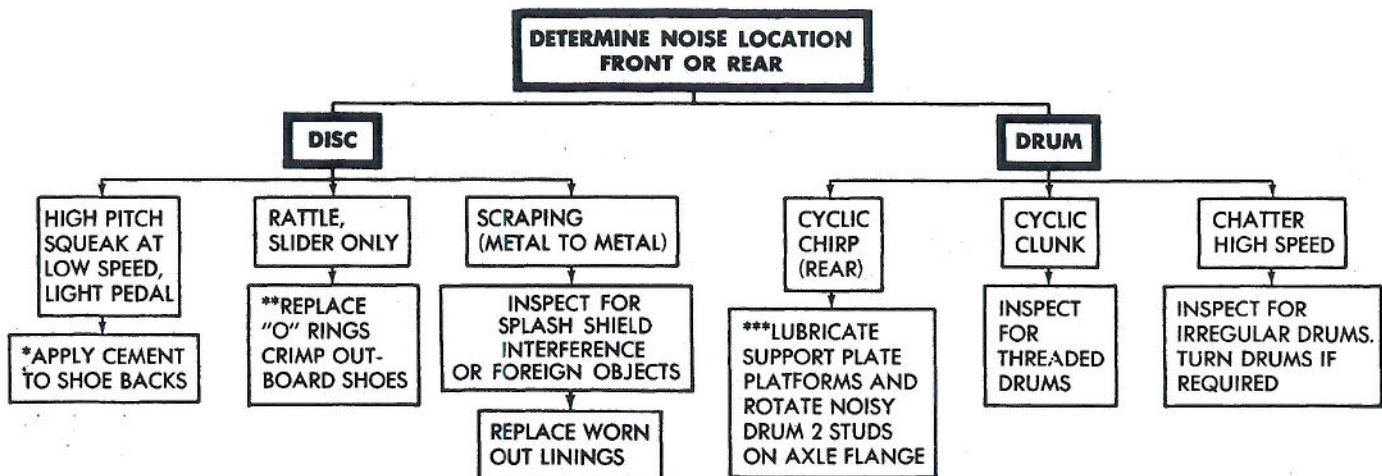 DETERMINE NOISE LOCATION
FRONT OR REAR
DISC
HIGH PITCH
SQUEAK AT
LOW SPEED,
LIGHT PEDAL
*APPLY CEMENT
TO SHOE BACKS
RATTLE,
SLIDER ONLY
**REPLACE
"O" RINGS
CRIMP OUT-
BOARD SHOES
SCRAPING
(METAL TO METAL)
INSPECT FOR
SPLASH SHIELD
INTERFERENCE
OR FOREIGN OBJECTS
REPLACE WORN
OUT LININGS
DRUM
CYCLIC
CHIRP
(REAR)
***LUBRICATE
SUPPORT PLATE
PLATFORMS AND
ROTATE NOISY
DRUM 2 STUDS
ON AXLE FLANGE
CYCLIC
CLUNK
INSPECT
FOR
THREADED
DRUMS
CHATTER
HIGH SPEED
INSPECT FOR
IRREGULAR DRUMS.
TURN DRUMS IF
REQUIRED